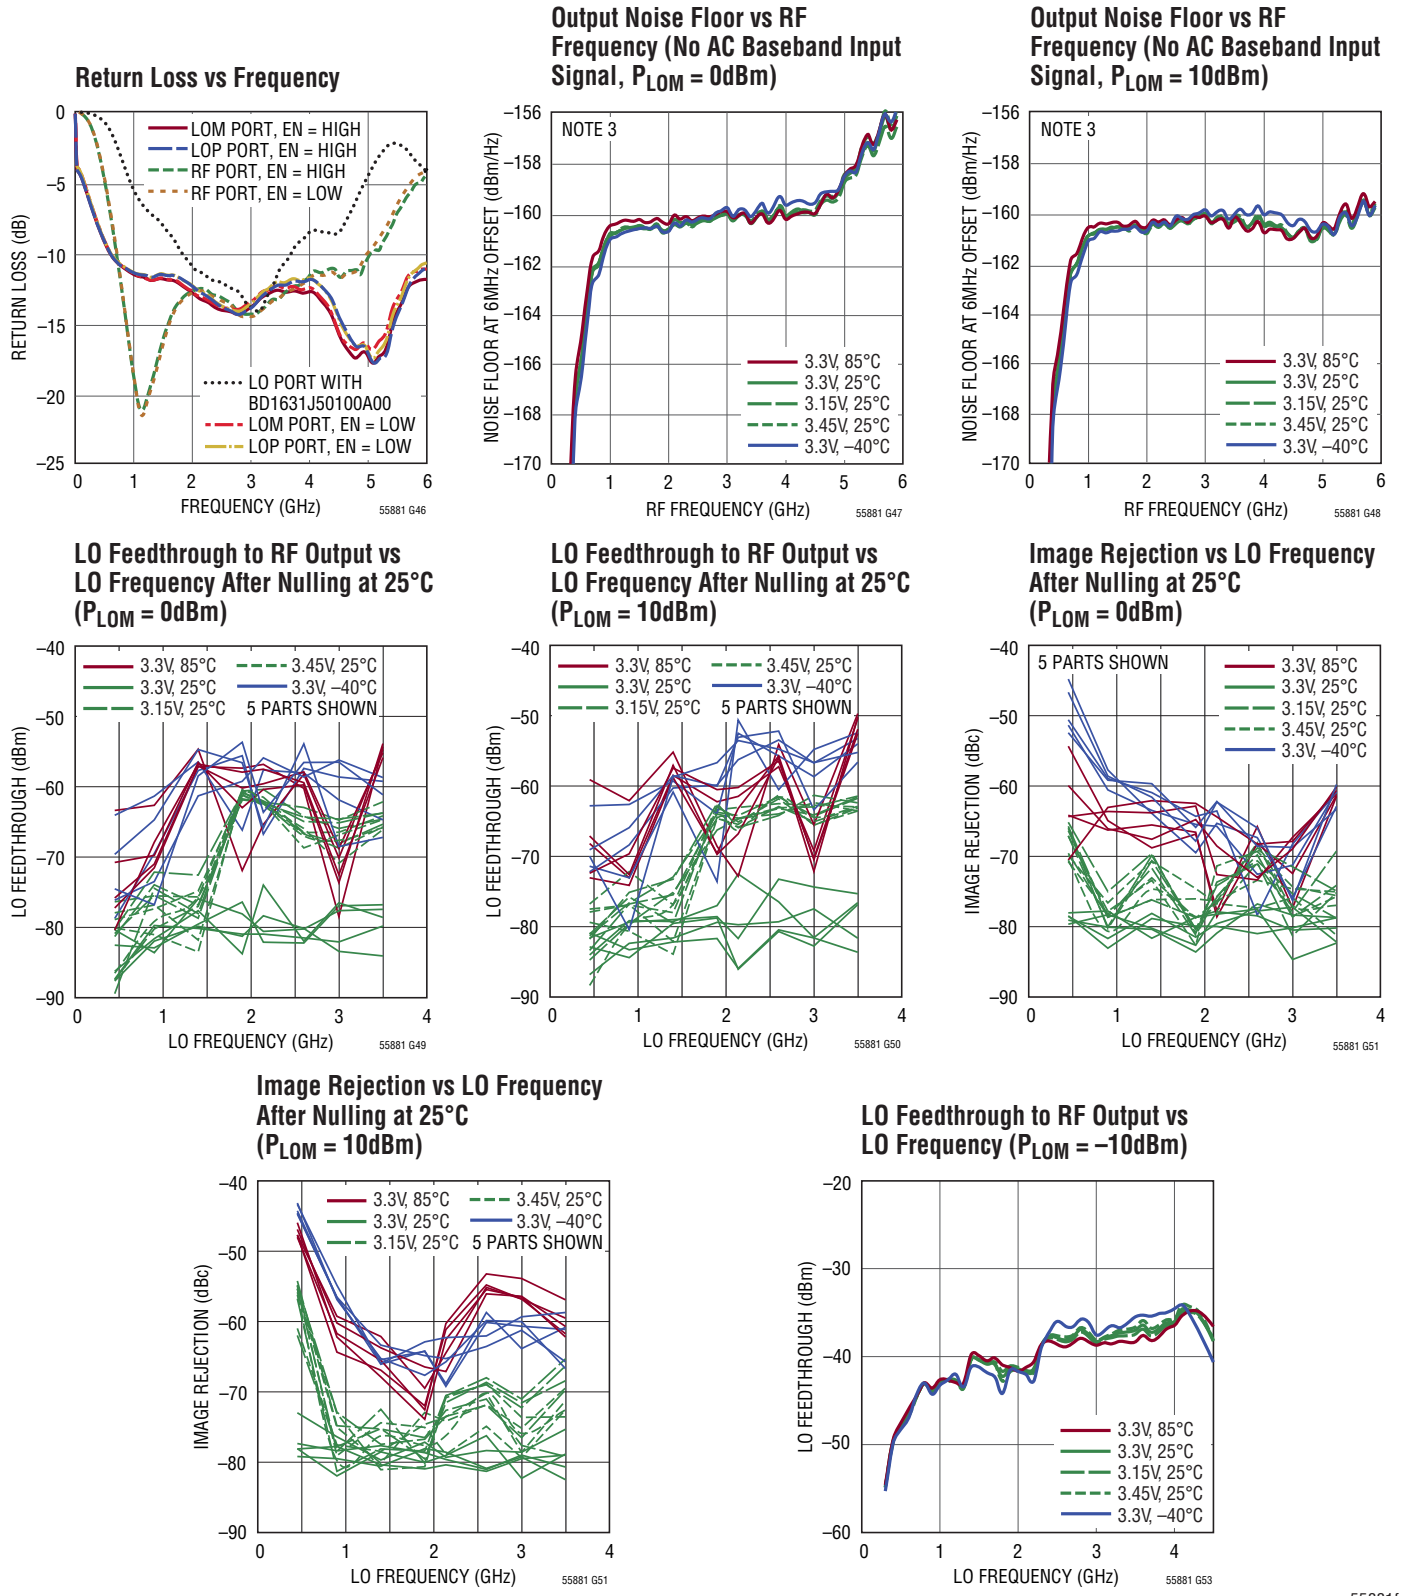 Return Loss vs Frequency
0
–5
–10
–15
–20
–25
RETURN LOSS (dB)
LOM PORT, EN = HIGH
LOP PORT, EN = HIGH
RF PORT, EN = HIGH
RF PORT, EN = LOW
LO PORT WITH
BD1631J50100A00
LOM PORT, EN = LOW
LOP PORT, EN = LOW
0 1 2 3 4 5 6
FREQUENCY (GHz)
55881 G46
Output Noise Floor vs RF
Frequency (No AC Baseband Input
Signal, PLOM = 0dBm)
–156
–158
–160
–162
–164
–166
–168
–170
NOISE FLOOR AT 6MHz OFFSET (dBm/Hz)
NOTE 3
3.3V, 85°C
3.3V, 25°C
3.15V, 25°C
3.45V, 25°C
3.3V, –40°C
0 1 2 3 4 5 6
RF FREQUENCY (GHz)
55881 G47
Output Noise Floor vs RF
Frequency (No AC Baseband Input
Signal, PLOM = 10dBm)
–156
–158
–160
–162
–164
–166
–168
–170
NOISE FLOOR AT 6MHz OFFSET (dBm/Hz)
NOTE 3
3.3V, 85°C
3.3V, 25°C
3.15V, 25°C
3.45V, 25°C
3.3V, –40°C
0 1 2 3 4 5 6
RF FREQUENCY (GHz)
55881 G48
LO Feedthrough to RF Output vs
LO Frequency After Nulling at 25°C
(PLOM = 0dBm)
–40
–50
–60
–70
–80
–90
LO FEEDTHROUGH (dBm)
3.3V, 85°C 3.45V, 25°C
3.3V, 25°C 3.3V, –40°C
3.15V, 25°C 5 PARTS SHOWN
0 1 2 3 4
LO FREQUENCY (GHz)
55881 G49
LO Feedthrough to RF Output vs
LO Frequency After Nulling at 25°C
(PLOM = 10dBm)
–40
–50
–60
–70
–80
–90
LO FEEDTHROUGH (dBm)
3.3V, 85°C 3.45V, 25°C
3.3V, 25°C 3.3V, –40°C
3.15V, 25°C 5 PARTS SHOWN
0 1 2 3 4
LO FREQUENCY (GHz)
55881 G50
Image Rejection vs LO Frequency
After Nulling at 25°C
(PLOM = 0dBm)
–40
–50
–60
–70
–80
–90
IMAGE REJECTION (dBc)
5 PARTS SHOWN
3.3V, 85°C
3.3V, 25°C
3.15V, 25°C
3.45V, 25°C
3.3V, –40°C
0 1 2 3 4
LO FREQUENCY (GHz)
55881 G51
Image Rejection vs LO Frequency
After Nulling at 25°C
(PLOM = 10dBm)
–40
–50
–60
–70
–80
–90
IMAGE REJECTION (dBc)
3.3V, 85°C 3.45V, 25°C
3.3V, 25°C 3.3V, –40°C
3.15V, 25°C 5 PARTS SHOWN
0 1 2 3 4
LO FREQUENCY (GHz)
55881 G51
LO Feedthrough to RF Output vs
LO Frequency (PLOM = –10dBm)
–20
–30
–40
–50
–60
LO FEEDTHROUGH (dBm)
3.3V, 85°C
3.3V, 25°C
3.15V, 25°C
3.45V, 25°C
3.3V, –40°C
0 1 2 3 4
LO FREQUENCY (GHz)
55881 G53